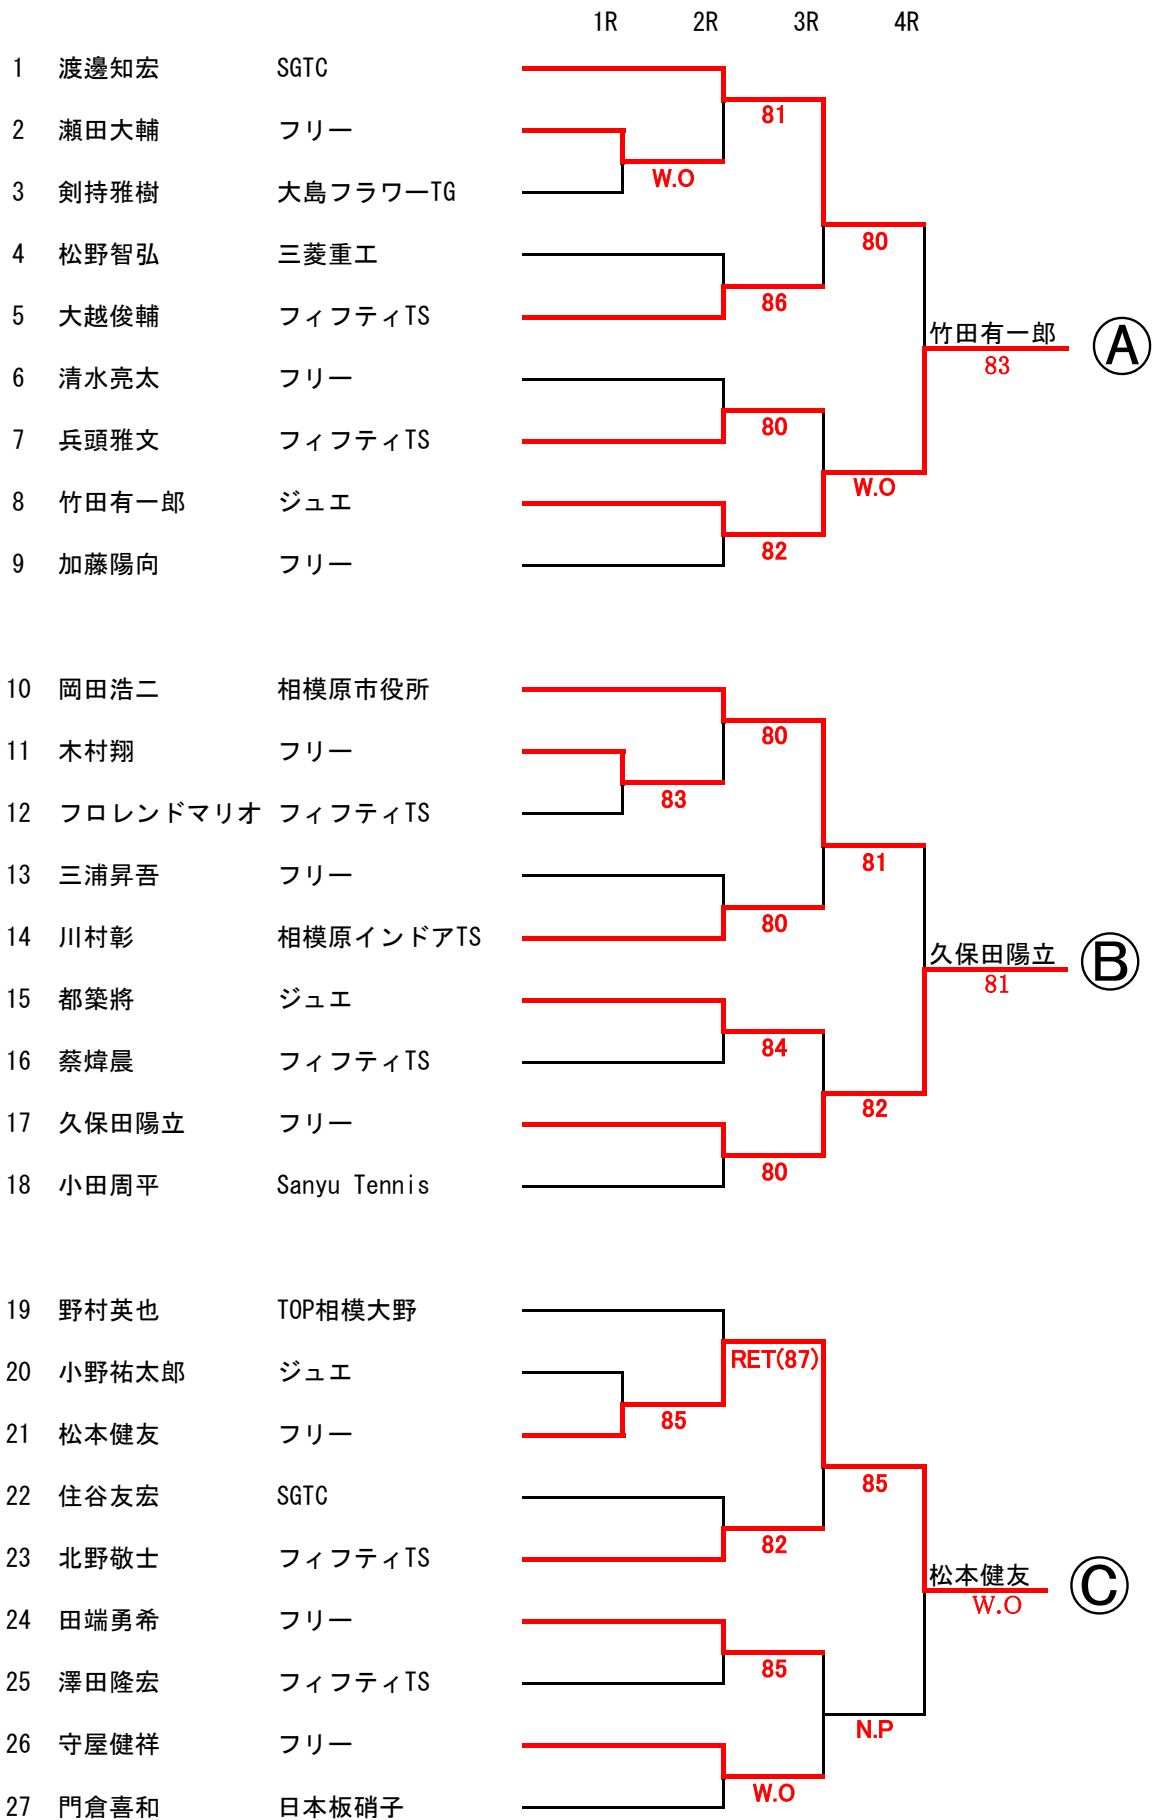 1R 2R 3R 4R
1 渡邉知宏 SGTC
81
2 瀬田大輔 フリー
W.O
3 剣持雅樹 大島フラワーTG
80
4 松野智弘 三菱重工
86
5 大越俊輔 フィフティTS
竹田有一郎 Ⓐ
83
6 清水亮太 フリー
80
7 兵頭雅文 フィフティTS
W.O
8 竹田有一郎 ジュエ
82
9 加藤陽向 フリー
10 岡田浩二 相模原市役所
80
11 木村翔 フリー
83
12 フロレンドマリオ フィフティTS
81
13 三浦昇吾 フリー
80
14 川村彰 相模原インドアTS
久保田陽立 Ⓑ
81
15 都築將 ジュエ
84
16 蔡煒晨 フィフティTS
82
17 久保田陽立 フリー
80
18 小田周平 Sanyu Tennis
19 野村英也 TOP相模大野
RET(87)
20 小野祐太郎 ジュエ
85
21 松本健友 フリー
85
22 住谷友宏 SGTC
82
23 北野敬士 フィフティTS
松本健友 Ⓒ
W.O
24 田端勇希 フリー
85
25 澤田隆宏 フィフティTS
N.P
26 守屋健祥 フリー
W.O
27 門倉喜和 日本板硝子